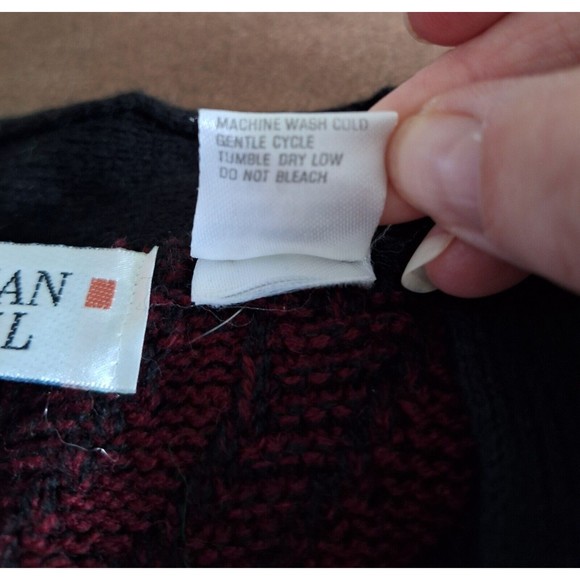 MACHINE WASH COLD
GENTLE CYCLE
TUMBLE DRY LOW
DO NOT BLEACH
AN
L